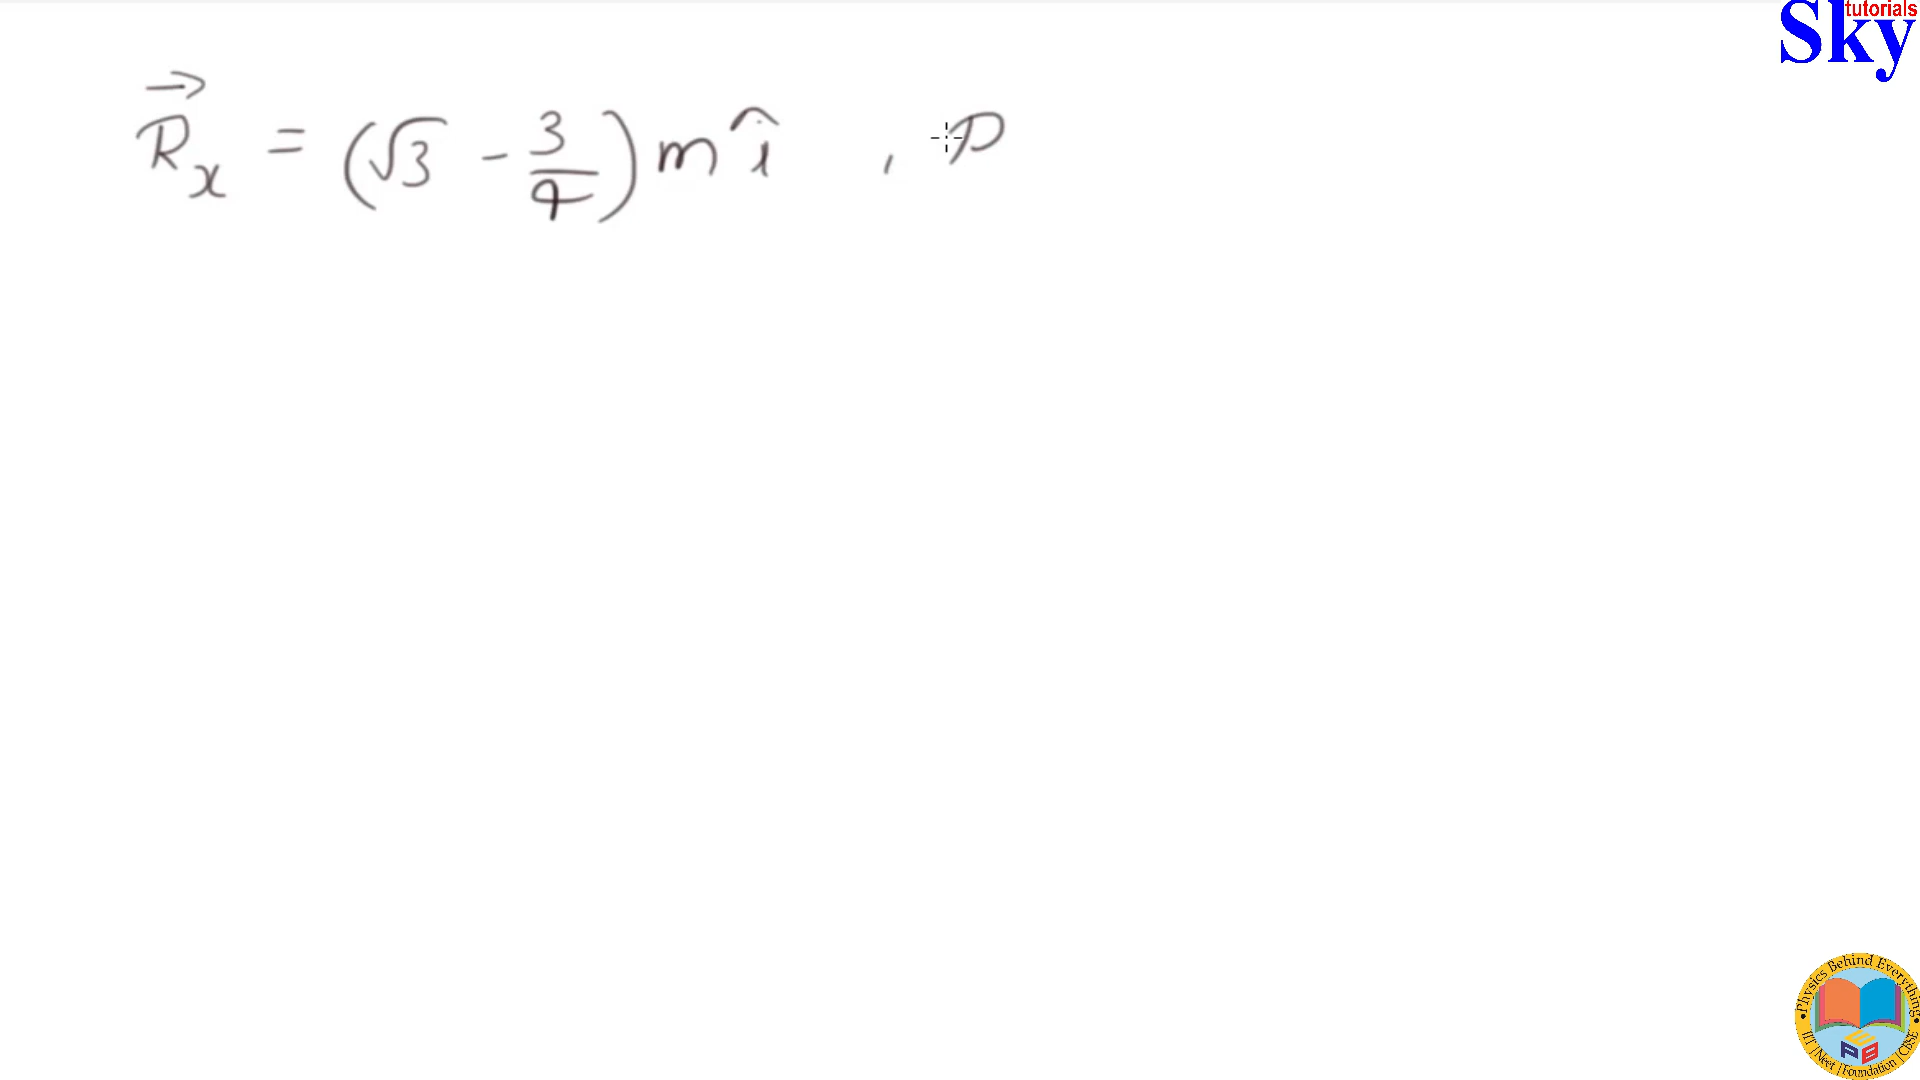 tutorials
Sky
R⃗ₓ = (√3 - 3/4) m î , P
Physics Behind Everything
IIT | Neet | Foundation | CBSE
E
P B